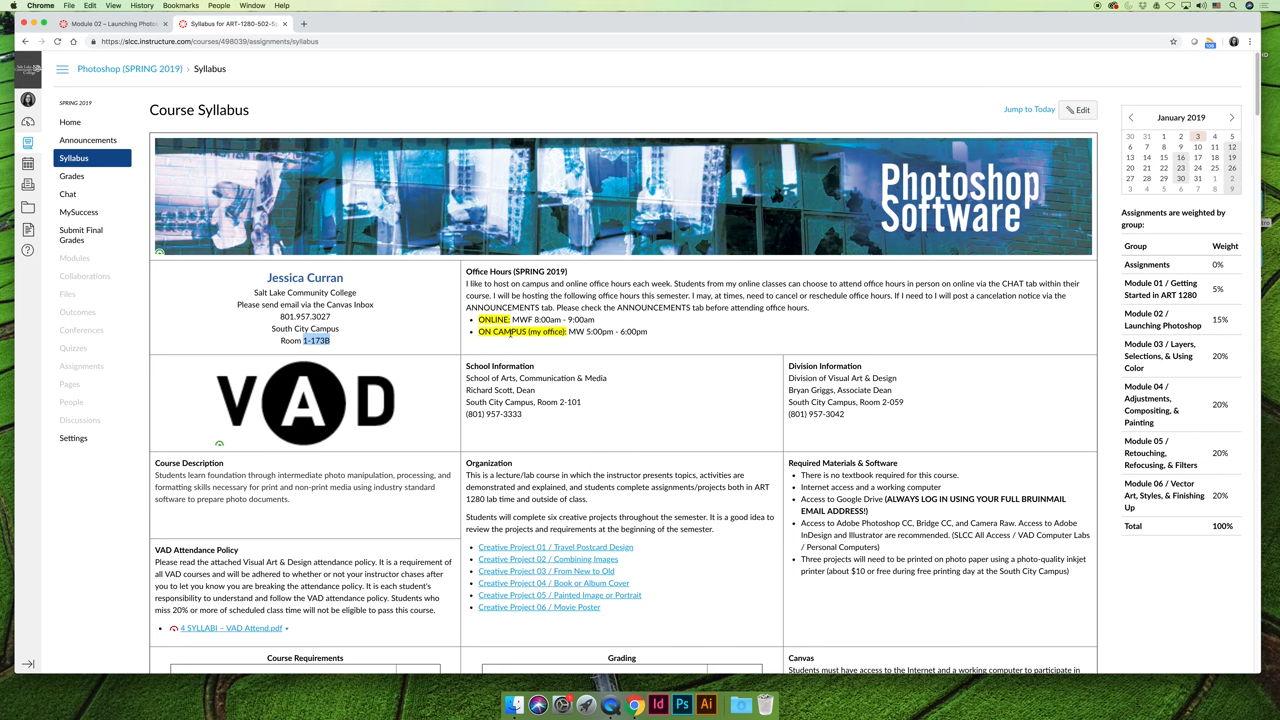 Chrome File Edit View History Bookmarks People Window Help
Module 02 – Launching Photos
Syllabus for ART-1280-502-Sp
https://slcc.instructure.com/courses/498039/assignments/syllabus
106
Photoshop (SPRING 2019) › Syllabus
SPRING 2019
Home
Announcements
Syllabus
Grades
Chat
MySuccess
Submit Final
Grades
Modules
Collaborations
Files
Outcomes
Conferences
Quizzes
Assignments
Pages
People
Discussions
Settings
Course Syllabus
Jump to Today
Edit
Photoshop
Software
Jessica Curran
Salt Lake Community College
Please send email via the Canvas Inbox
801.957.3027
South City Campus
Room 1-173B
Office Hours (SPRING 2019)
I like to host on campus and online office hours each week. Students from my online classes can choose to attend office hours in person on online via the CHAT tab within their
course. I will be hosting the following office hours this semester. I may, at times, need to cancel or reschedule office hours. If I need to I will post a cancelation notice via the
ANNOUNCEMENTS tab. Please check the ANNOUNCEMENTS tab before attending office hours.
• ONLINE: MWF 8:00am - 9:00am
• ON CAMPUS (my office): MW 5:00pm - 6:00pm
VAD
School Information
School of Arts, Communication & Media
Richard Scott, Dean
South City Campus, Room 2-101
(801) 957-3333
Division Information
Division of Visual Art & Design
Bryan Griggs, Associate Dean
South City Campus, Room 2-059
(801) 957-3042
Course Description
Students learn foundation through intermediate photo manipulation, processing, and
formatting skills necessary for print and non-print media using industry standard
software to prepare photo documents.
VAD Attendance Policy
Please read the attached Visual Art & Design attendance policy. It is a requirement of
all VAD courses and will be adhered to whether or not your instructor chases after
you to let you know you are breaking the attendance policy. It is each student's
responsibility to understand and follow the VAD attendance policy. Students who
miss 20% or more of scheduled class time will not be eligible to pass this course.
• 4 SYLLABI – VAD Attend.pdf
Organization
This is a lecture/lab course in which the instructor presents topics, activities are
demonstrated and explained, and students complete assignments/projects both in ART
1280 lab time and outside of class.
Students will complete six creative projects throughout the semester. It is a good idea to
review the projects and requirements at the beginning of the semester.
• Creative Project 01 / Travel Postcard Design
• Creative Project 02 / Combining Images
• Creative Project 03 / From New to Old
• Creative Project 04 / Book or Album Cover
• Creative Project 05 / Painted Image or Portrait
• Creative Project 06 / Movie Poster
Required Materials & Software
• There is no textbook required for this course.
• Internet access and a working computer
• Access to Google Drive (ALWAYS LOG IN USING YOUR FULL BRUINMAIL
EMAIL ADDRESS!)
• Access to Adobe Photoshop CC, Bridge CC, and Camera Raw. Access to Adobe
InDesign and Illustrator are recommended. (SLCC All Access / VAD Computer Labs
/ Personal Computers)
• Three projects will need to be printed on photo paper using a photo-quality inkjet
printer (about $10 or free during free printing day at the South City Campus)
Course Requirements
Grading
Canvas
Students must have access to the Internet and a working computer to participate in
January 2019
30 31 1 2 3 4 5
6 7 8 9 10 11 12
13 14 15 16 17 18 19
20 21 22 23 24 25 26
27 28 29 30 31 1 2
3 4 5 6 7 8 9
Assignments are weighted by
group:
Group Weight
Assignments 0%
Module 01 / Getting
Started in ART 1280 5%
Module 02 /
Launching Photoshop 15%
Module 03 / Layers,
Selections, & Using
Color 20%
Module 04 /
Adjustments,
Compositing, &
Painting 20%
Module 05 /
Retouching,
Refocusing, & Filters 20%
Module 06 / Vector
Art, Styles, & Finishing
Up 20%
Total 100%
Id Ps Ai